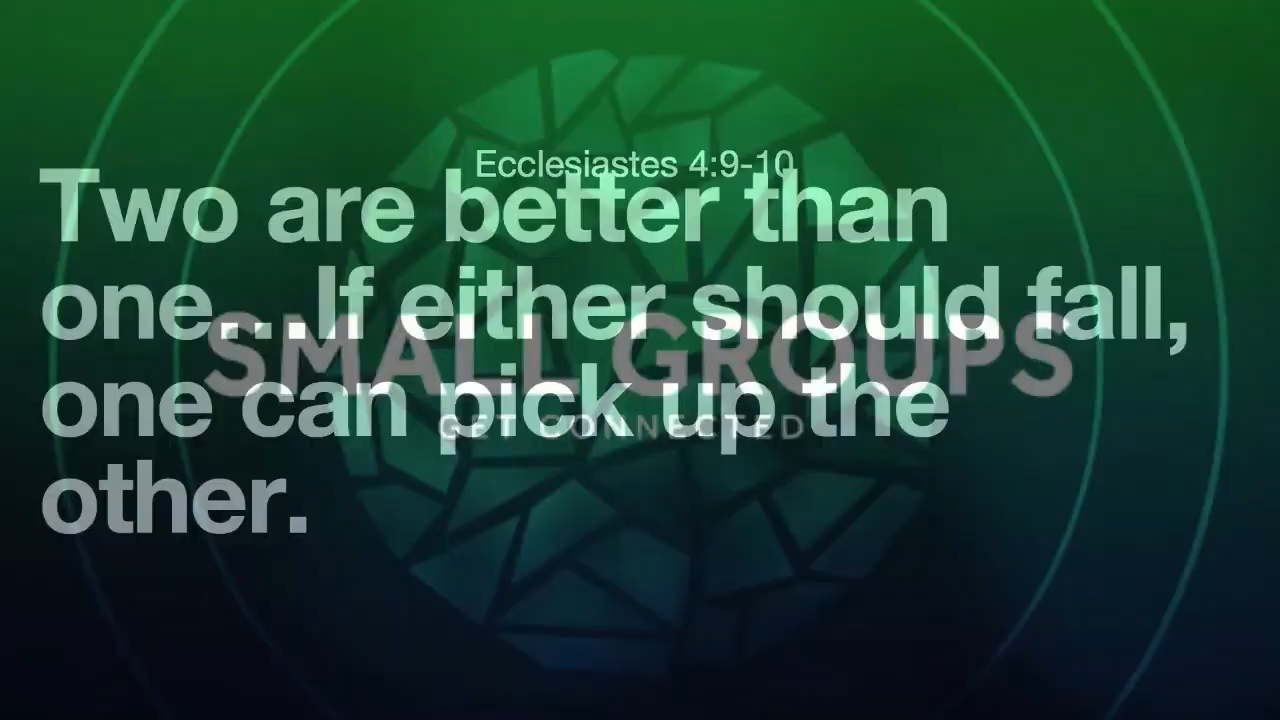 Ecclesiastes 4:9-10
Two are better than
one... If either should fall,
one can pick up the
other.
SMALL GROUPS
GET CONNECTED